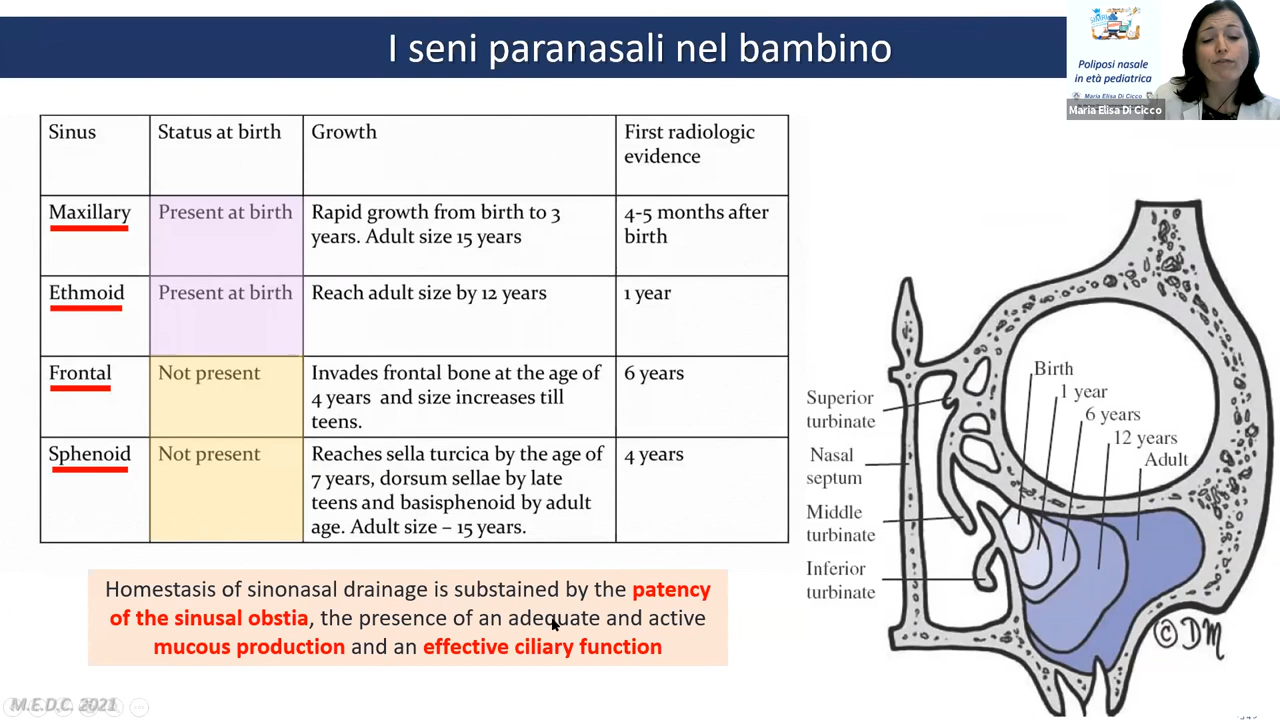 I seni paranasali nel bambino
SIMRI
Poliposi nasale
in età pediatrica
Maria Elisa Di Cicco
Maria Elisa Di Cicco
Sinus
Status at birth
Growth
First radiologic
evidence
Maxillary
Present at birth
Rapid growth from birth to 3
years. Adult size 15 years
4-5 months after
birth
Ethmoid
Present at birth
Reach adult size by 12 years
1 year
Frontal
Not present
Invades frontal bone at the age of
4 years and size increases till
teens.
6 years
Sphenoid
Not present
Reaches sella turcica by the age of
7 years, dorsum sellae by late
teens and basisphenoid by adult
age. Adult size – 15 years.
4 years
Homestasis of sinonasal drainage is substained by the patency
of the sinusal obstia, the presence of an adequate and active
mucous production and an effective ciliary function
Birth
1 year
6 years
12 years
Adult
Superior
turbinate
Nasal
septum
Middle
turbinate
Inferior
turbinate
© DM
M.E.D.C. 2021